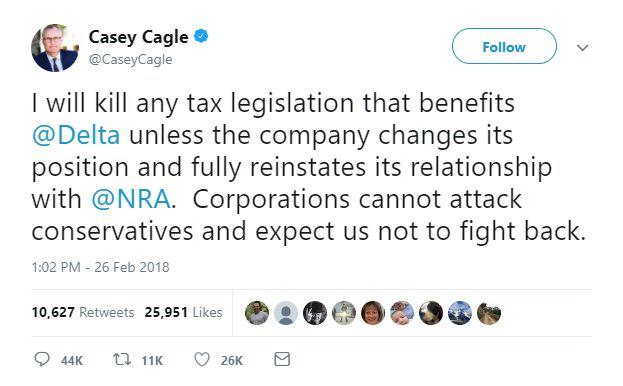 Casey Cagle
@CaseyCagle
Follow
I will kill any tax legislation that benefits
@Delta unless the company changes its
position and fully reinstates its relationship
with @NRA.  Corporations cannot attack
conservatives and expect us not to fight back.
1:02 PM - 26 Feb 2018
10,627 Retweets 25,951 Likes
44K 11K 26K